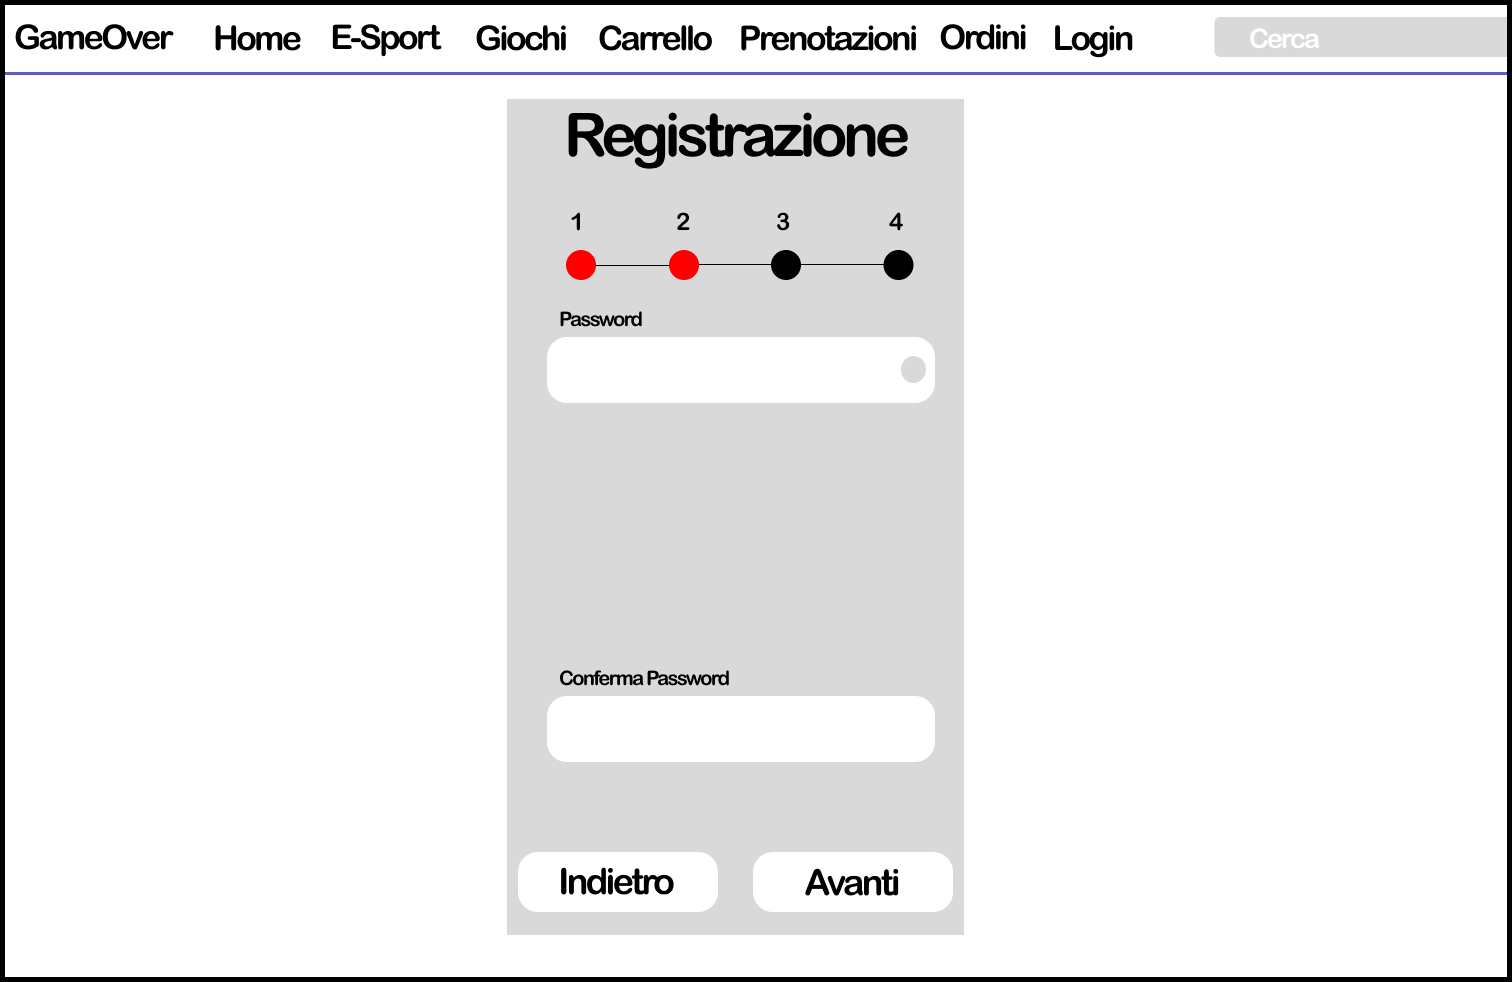 GameOver Home E-Sport Giochi Carrello Prenotazioni Ordini Login Cerca
Registrazione
1 2 3 4
Password
Conferma Password
Indietro Avanti